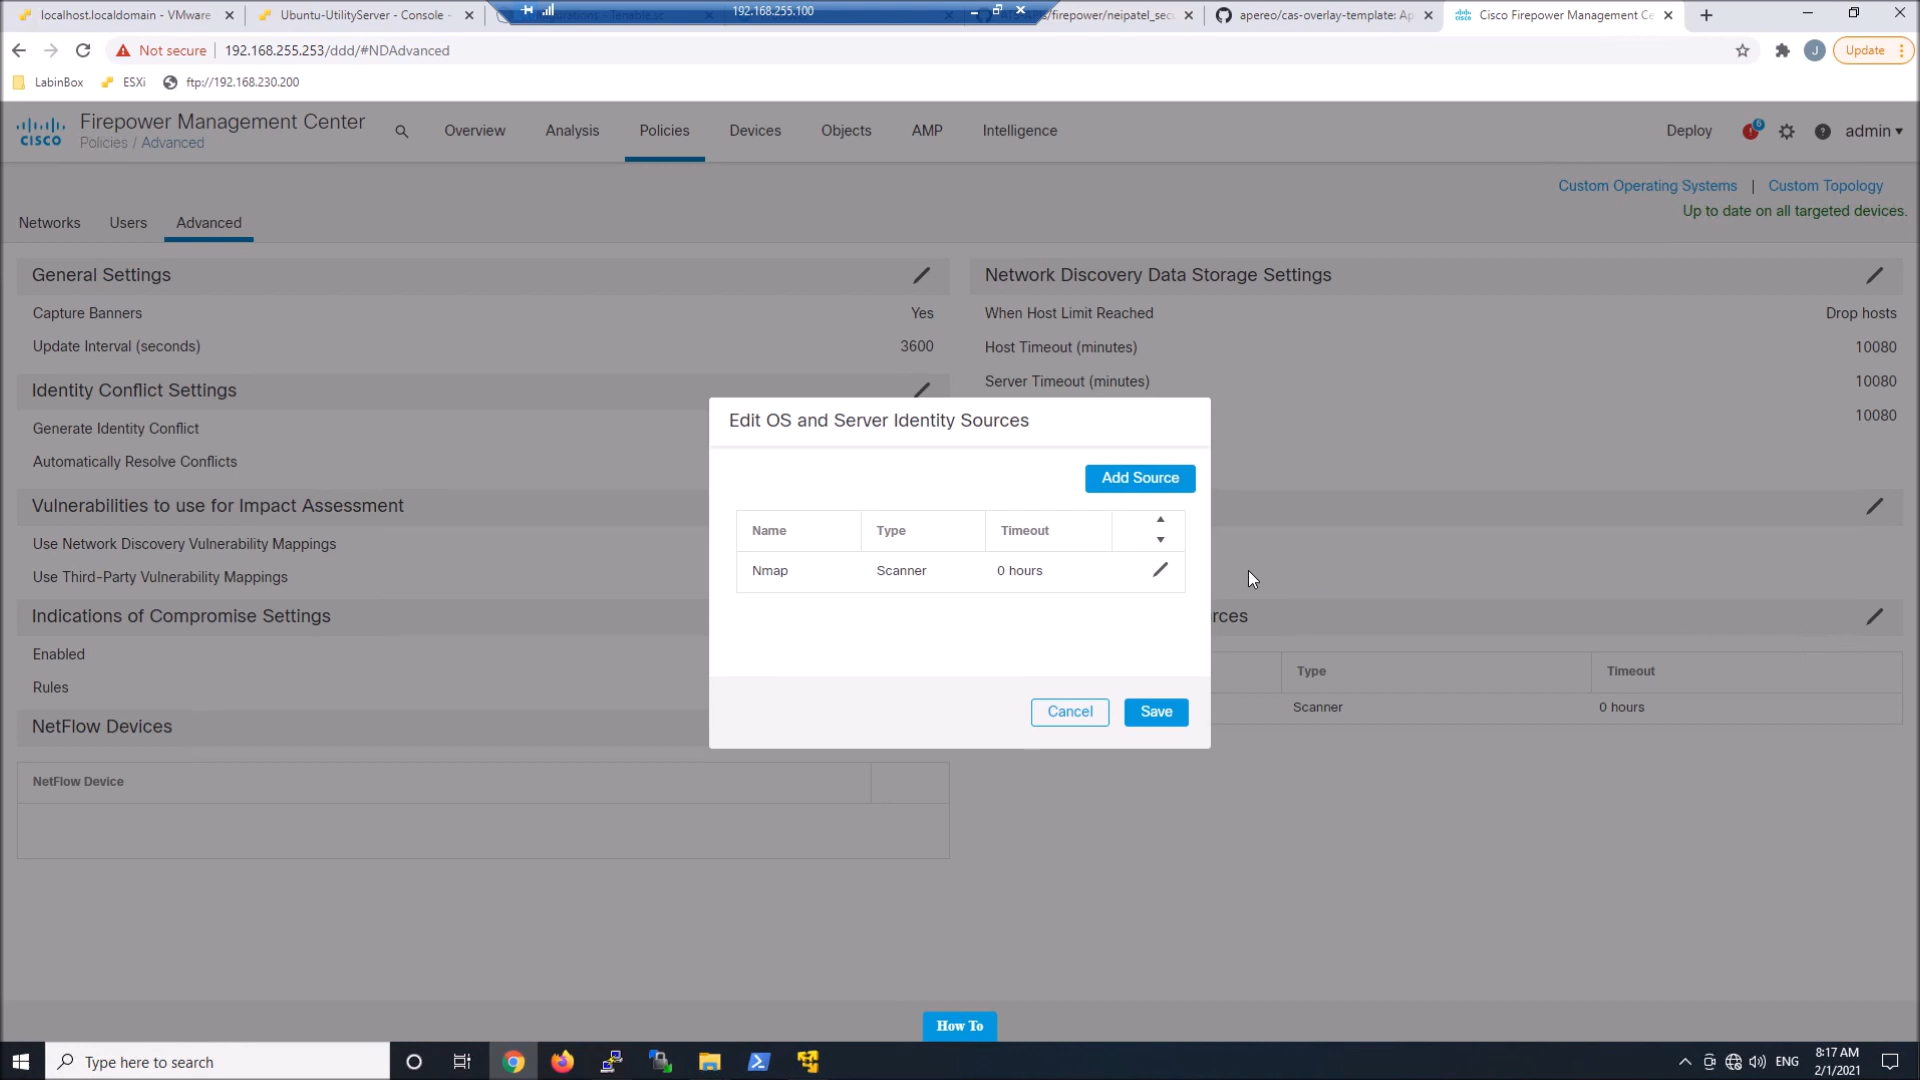 localhost.localdomain - VMware
Ubuntu-UtilityServer - Console -
192.168.255.100
apereo/cas-overlay-template: Ap
Cisco Firepower Management Ce
Not secure
192.168.255.253/ddd/#NDAdvanced
J
Update
LabinBox
ESXi
ftp://192.168.230.200
CISCO
Firepower Management Center
Policies / Advanced
Overview
Analysis
Policies
Devices
Objects
AMP
Intelligence
Deploy
6
admin
Custom Operating Systems | Custom Topology
Up to date on all targeted devices.
Networks
Users
Advanced
General Settings
Capture Banners Yes
Update Interval (seconds) 3600
Identity Conflict Settings
Generate Identity Conflict
Automatically Resolve Conflicts
Vulnerabilities to use for Impact Assessment
Use Network Discovery Vulnerability Mappings
Use Third-Party Vulnerability Mappings
Indications of Compromise Settings
Enabled
Rules
NetFlow Devices
NetFlow Device
Network Discovery Data Storage Settings
When Host Limit Reached Drop hosts
Host Timeout (minutes) 10080
Server Timeout (minutes) 10080
10080
rces
Type Timeout
Scanner 0 hours
Edit OS and Server Identity Sources
Add Source
Name Type Timeout
Nmap Scanner 0 hours
Cancel
Save
How To
Type here to search
ENG
8:17 AM
2/1/2021